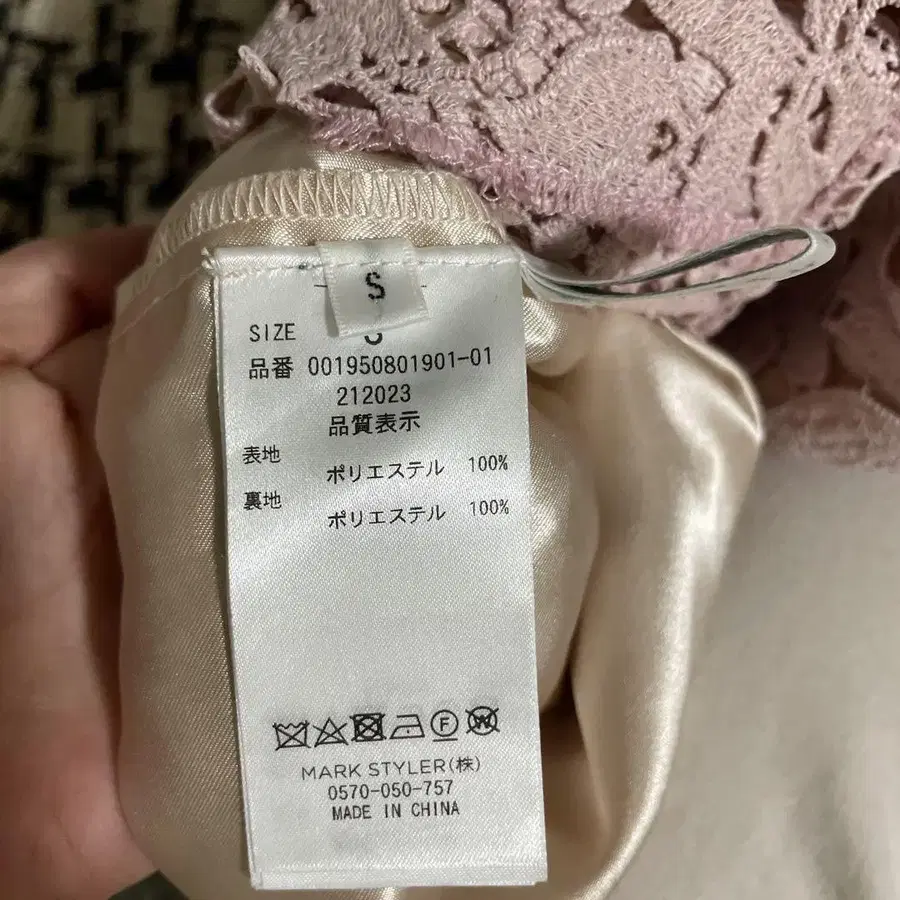 S
SIZE S
品番 001950801901-01
212023
品質表示
表地 ポリエステル 100%
裏地 ポリエステル 100%
F W
MARK STYLER(株)
0570-050-757
MADE IN CHINA